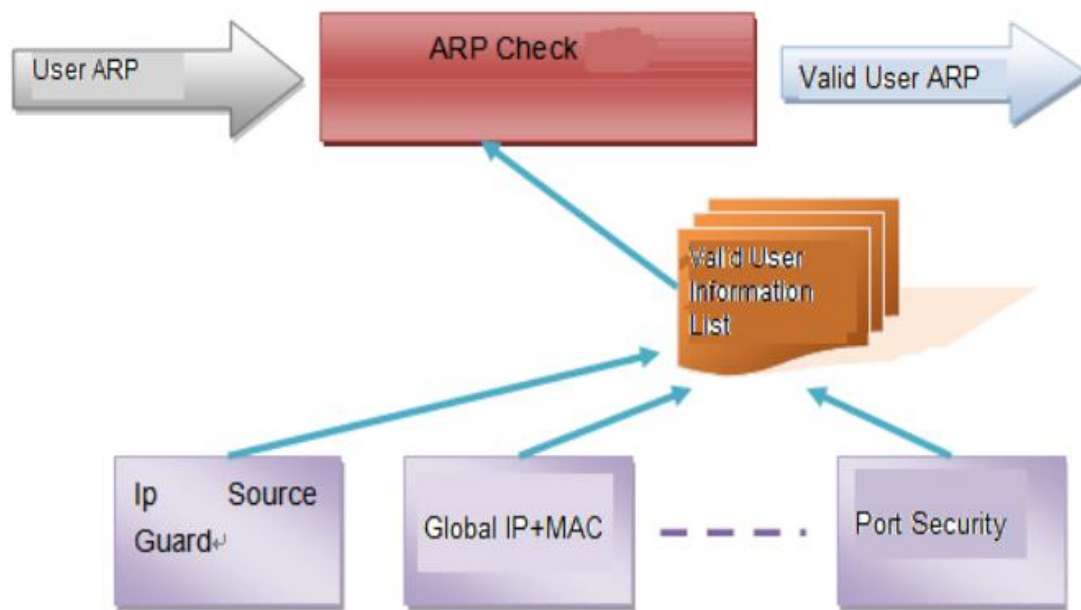 User ARP
ARP Check
Valid User ARP
Valid User
Information
List
Ip Source
Guard↵
Global IP+MAC
Port Security